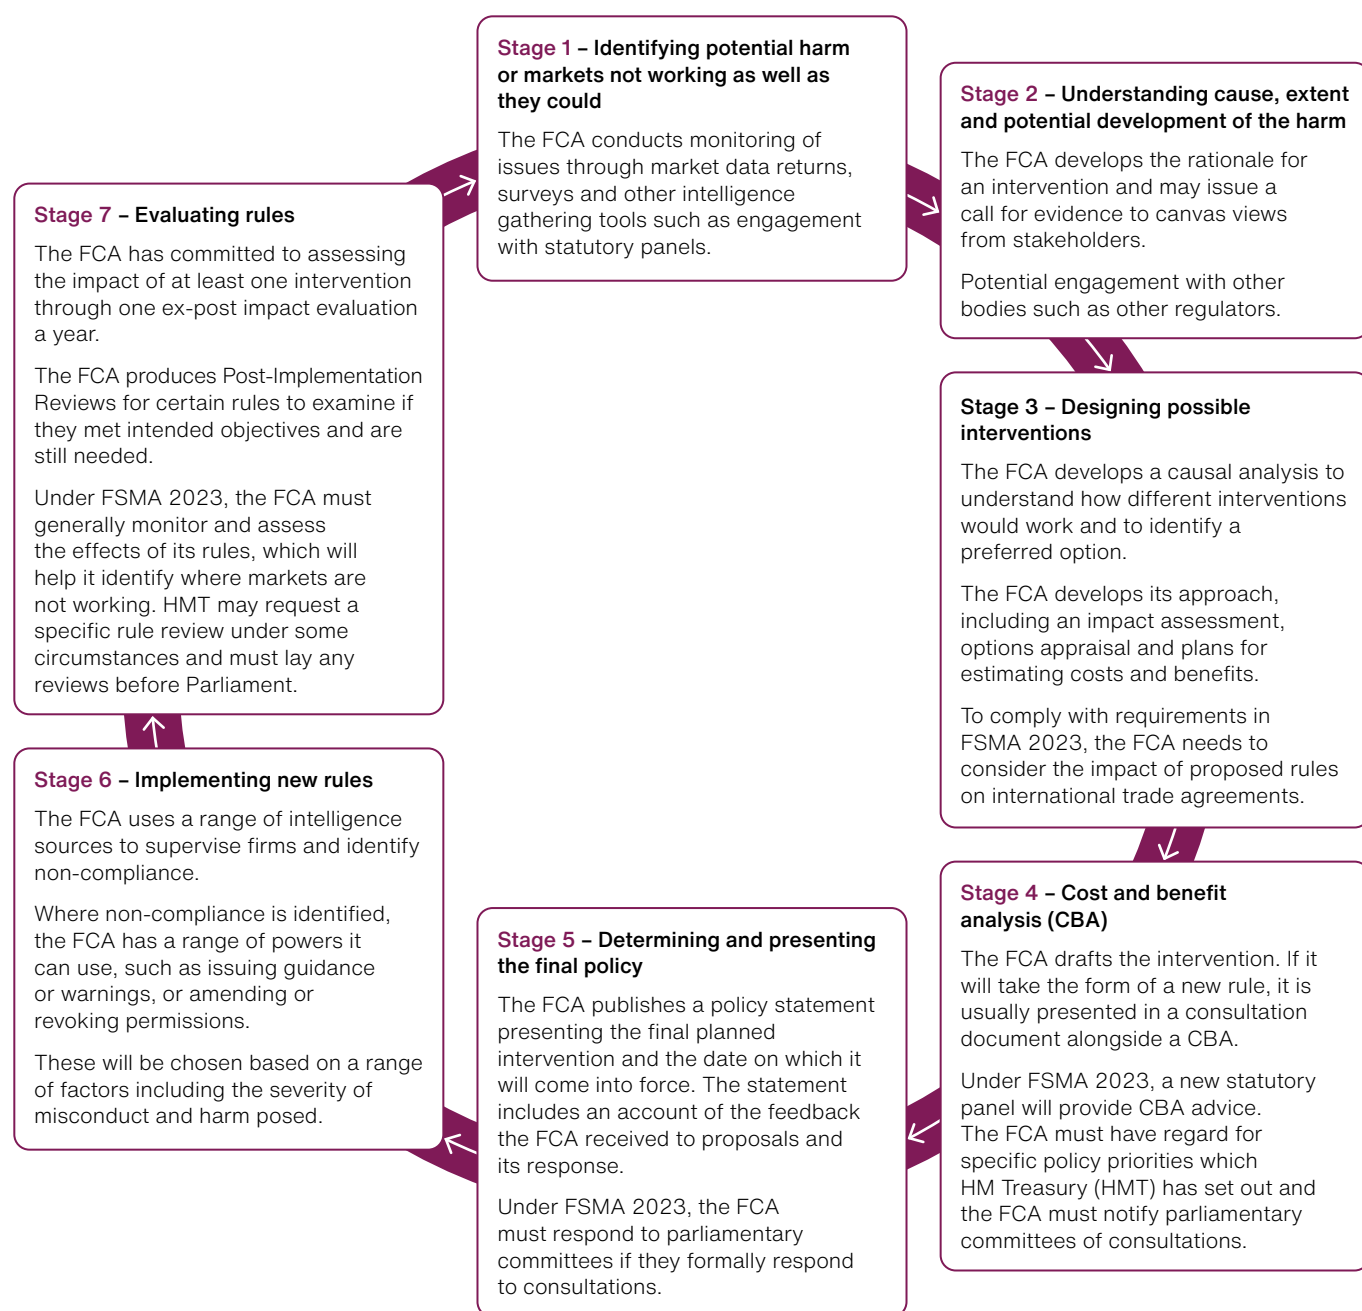 Stage 1 – Identifying potential harm
or markets not working as well as
they could
The FCA conducts monitoring of
issues through market data returns,
surveys and other intelligence
gathering tools such as engagement
with statutory panels.
Stage 2 – Understanding cause, extent
and potential development of the harm
The FCA develops the rationale for
an intervention and may issue a
call for evidence to canvas views
from stakeholders.
Potential engagement with other
bodies such as other regulators.
Stage 3 – Designing possible
interventions
The FCA develops a causal analysis to
understand how different interventions
would work and to identify a
preferred option.
The FCA develops its approach,
including an impact assessment,
options appraisal and plans for
estimating costs and benefits.
To comply with requirements in
FSMA 2023, the FCA needs to
consider the impact of proposed rules
on international trade agreements.
Stage 4 – Cost and benefit
analysis (CBA)
The FCA drafts the intervention. If it
will take the form of a new rule, it is
usually presented in a consultation
document alongside a CBA.
Under FSMA 2023, a new statutory
panel will provide CBA advice.
The FCA must have regard for
specific policy priorities which
HM Treasury (HMT) has set out and
the FCA must notify parliamentary
committees of consultations.
Stage 5 – Determining and presenting
the final policy
The FCA publishes a policy statement
presenting the final planned
intervention and the date on which it
will come into force. The statement
includes an account of the feedback
the FCA received to proposals and
its response.
Under FSMA 2023, the FCA
must respond to parliamentary
committees if they formally respond
to consultations.
Stage 6 – Implementing new rules
The FCA uses a range of intelligence
sources to supervise firms and identify
non-compliance.
Where non-compliance is identified,
the FCA has a range of powers it
can use, such as issuing guidance
or warnings, or amending or
revoking permissions.
These will be chosen based on a range
of factors including the severity of
misconduct and harm posed.
Stage 7 – Evaluating rules
The FCA has committed to assessing
the impact of at least one intervention
through one ex-post impact evaluation
a year.
The FCA produces Post-Implementation
Reviews for certain rules to examine if
they met intended objectives and are
still needed.
Under FSMA 2023, the FCA must
generally monitor and assess
the effects of its rules, which will
help it identify where markets are
not working. HMT may request a
specific rule review under some
circumstances and must lay any
reviews before Parliament.